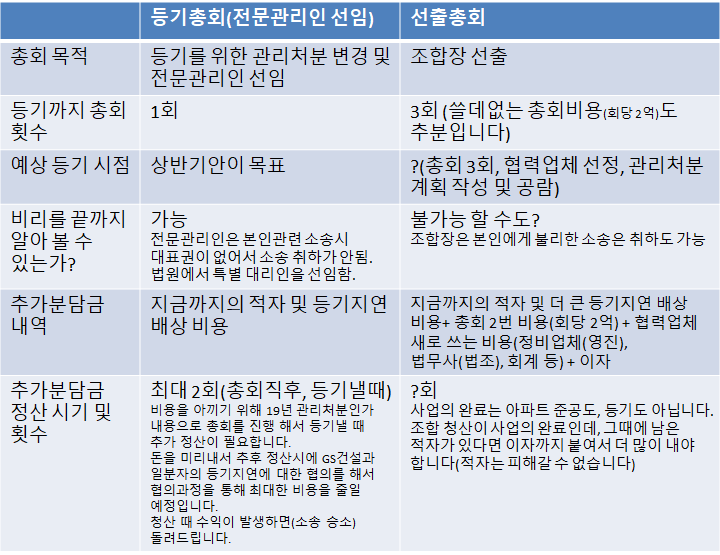 등기총회(전문관리인 선임)
선출총회
총회 목적
등기를 위한 관리처분 변경 및
전문관리인 선임
조합장 선출
등기까지 총회
횟수
1회
3회 (쓸데없는 총회비용(회당 2억)도
추분입니다)
예상 등기 시점
상반기안이 목표
?(총회 3회, 협력업체 선정, 관리처분
계획 작성 및 공람)
비리를 끝까지
알아 볼 수
있는가?
가능
전문관리인은 본인관련 소송시
대표권이 없어서 소송 취하가 안됨.
법원에서 특별 대리인을 선임함.
불가능 할 수도?
조합장은 본인에게 불리한 소송은 취하도 가능
추가분담금
내역
지금까지의 적자 및 등기지연
배상 비용
지금까지의 적자 및 더 큰 등기지연 배상
비용+ 총회 2번 비용(회당 2억) + 협력업체
새로 쓰는 비용(정비업체(영진),
법무사(법조), 회계 등) + 이자
추가분담금
정산 시기 및
횟수
최대 2회(총회직후, 등기낼때)
비용을 아끼기 위해 19년 관리처분인가
내용으로 총회를 진행 해서 등기낼 때
추가 정산이 필요합니다.
돈을 미리내서 추후 정산시에 GS건설과
일분자의 등기지연에 대한 협의를 해서
협의과정을 통해 최대한 비용을 줄일
예정입니다.
청산 때 수익이 발생하면(소송 승소)
돌려드립니다.
?회
사업의 완료는 아파트 준공도, 등기도 아닙니다.
조합 청산이 사업의 완료인데, 그때에 남은
적자가 있다면 이자까지 붙여서 더 많이 내야
합니다(적자는 피해갈 수 없습니다)